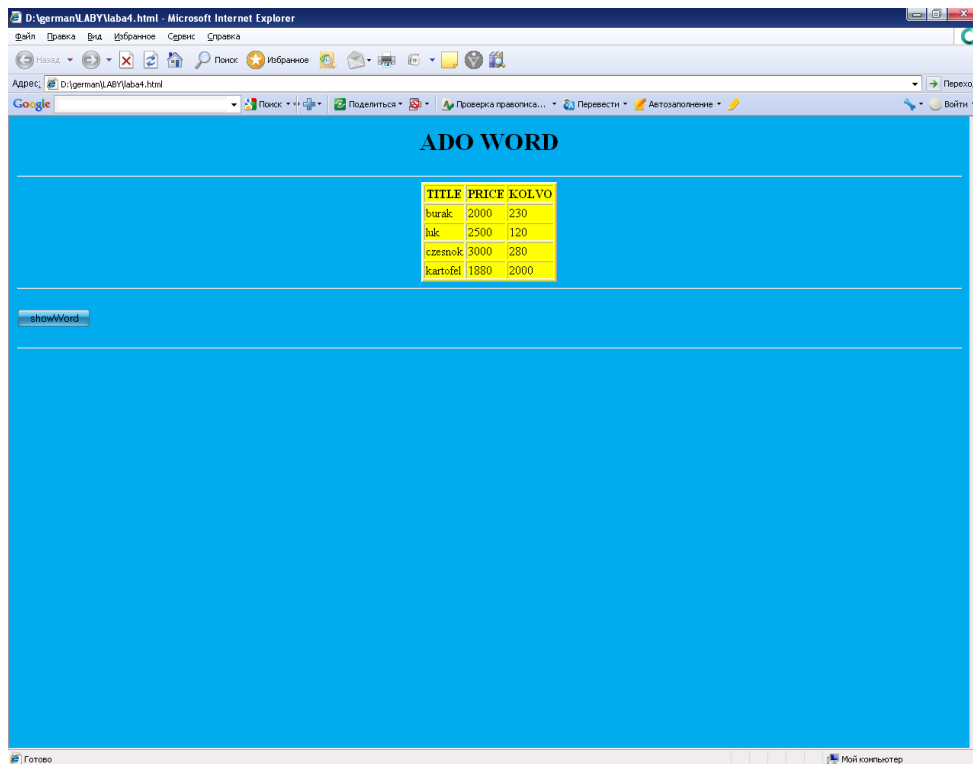 D:\german\LABY\laba4.html - Microsoft Internet Explorer
Файл Правка Вид Избранное Сервис Справка
Назад Поиск Избранное
Адрес: D:\german\LABY\laba4.html Перехо
Google Поиск Поделиться Проверка правописа... Перевести Автозаполнение Войти
ADO WORD
TITLE PRICE KOLVO
burak 2000 230
luk 2500 120
czesnok 3000 280
kartofel 1880 2000
showWord
Готово Мой компьютер